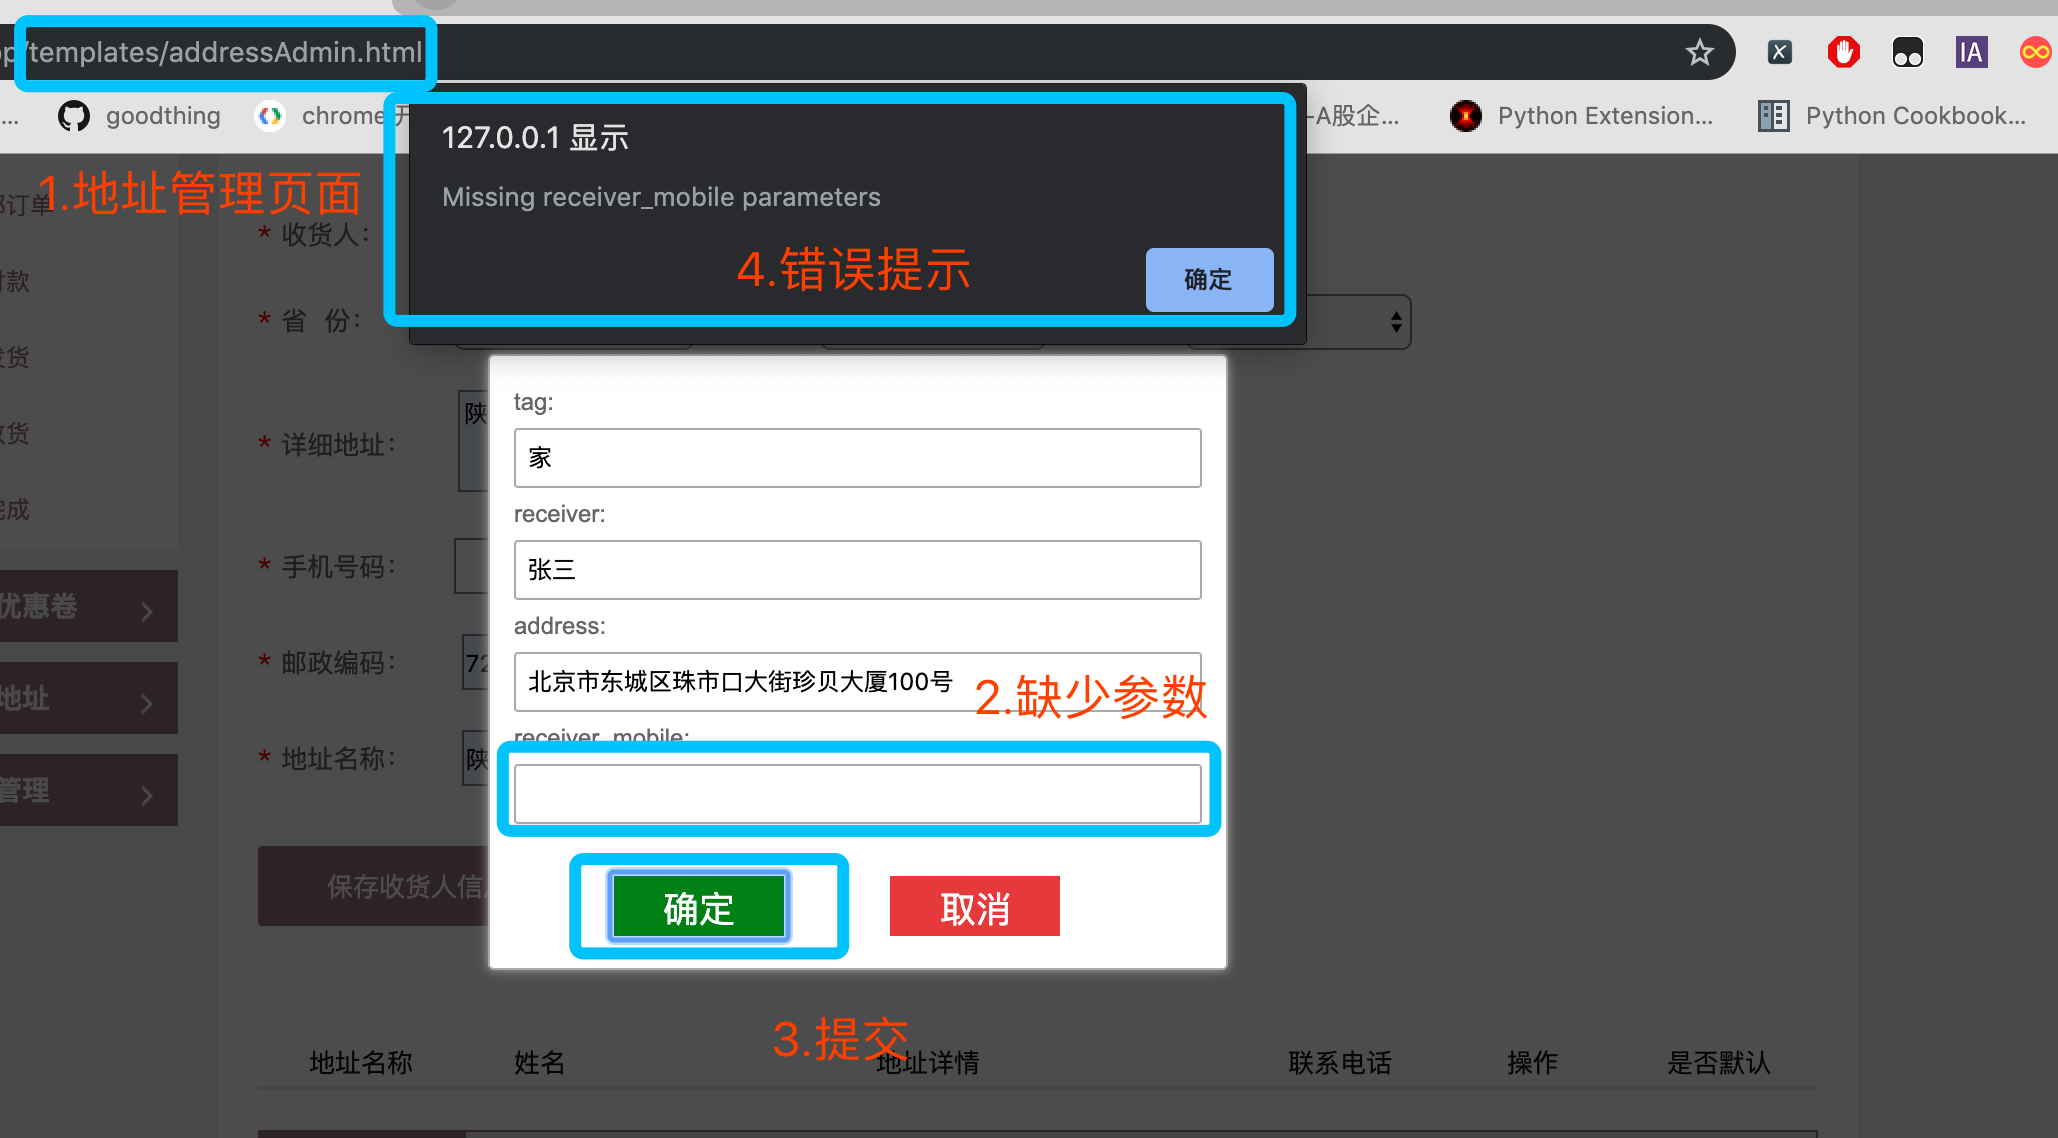 /templates/addressAdmin.html
goodthing
chrome开
-A股企...
Python Extension...
Python Cookbook...
127.0.0.1 显示
Missing receiver_mobile parameters
4.错误提示
确定
1.地址管理页面
订单
* 收货人：
款
* 省 份：
货
tag:
陕
家
货
* 详细地址：
receiver:
成
张三
* 手机号码：
优惠卷
address:
* 邮政编码：
72
北京市东城区珠市口大街珍贝大厦100号
2.缺少参数
地址
receiver_mobile:
* 地址名称：
陕
管理
保存收货人信
确定
取消
3.提交
地址名称
姓名
地址详情
联系电话
操作
是否默认